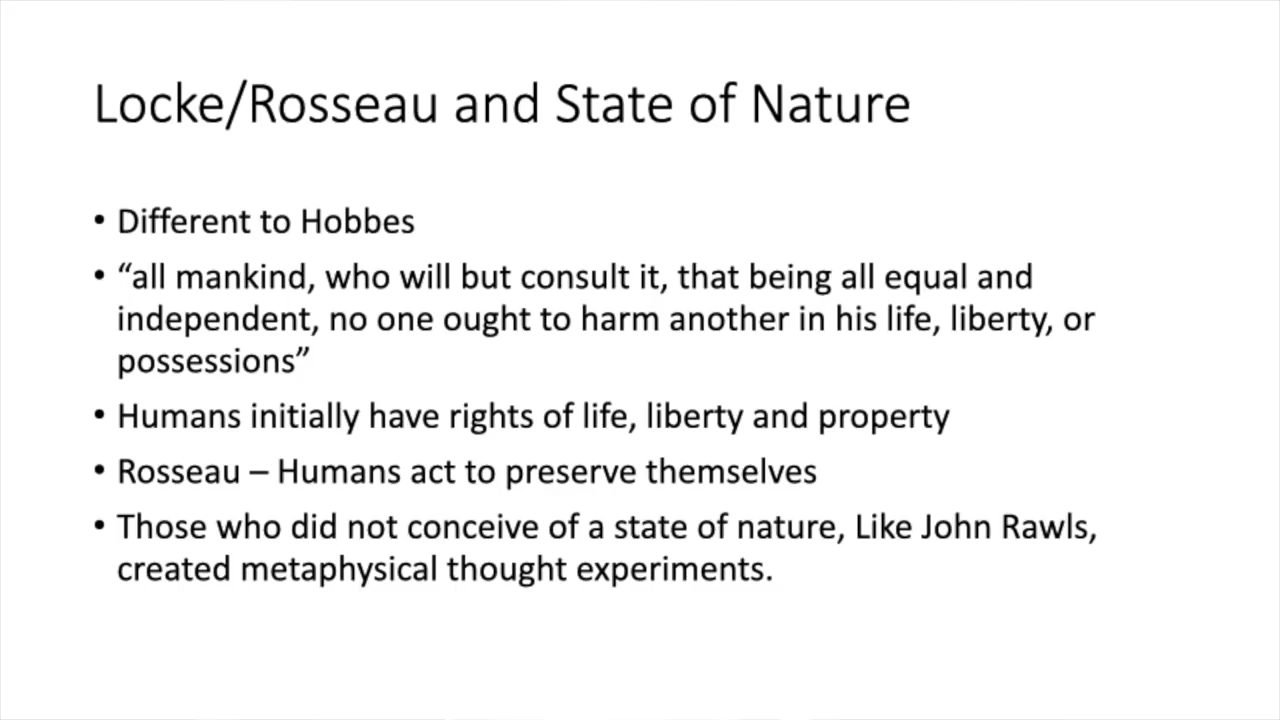 Locke/Rosseau and State of Nature
• Different to Hobbes
• “all mankind, who will but consult it, that being all equal and
independent, no one ought to harm another in his life, liberty, or
possessions”
• Humans initially have rights of life, liberty and property
• Rosseau – Humans act to preserve themselves
• Those who did not conceive of a state of nature, Like John Rawls,
created metaphysical thought experiments.